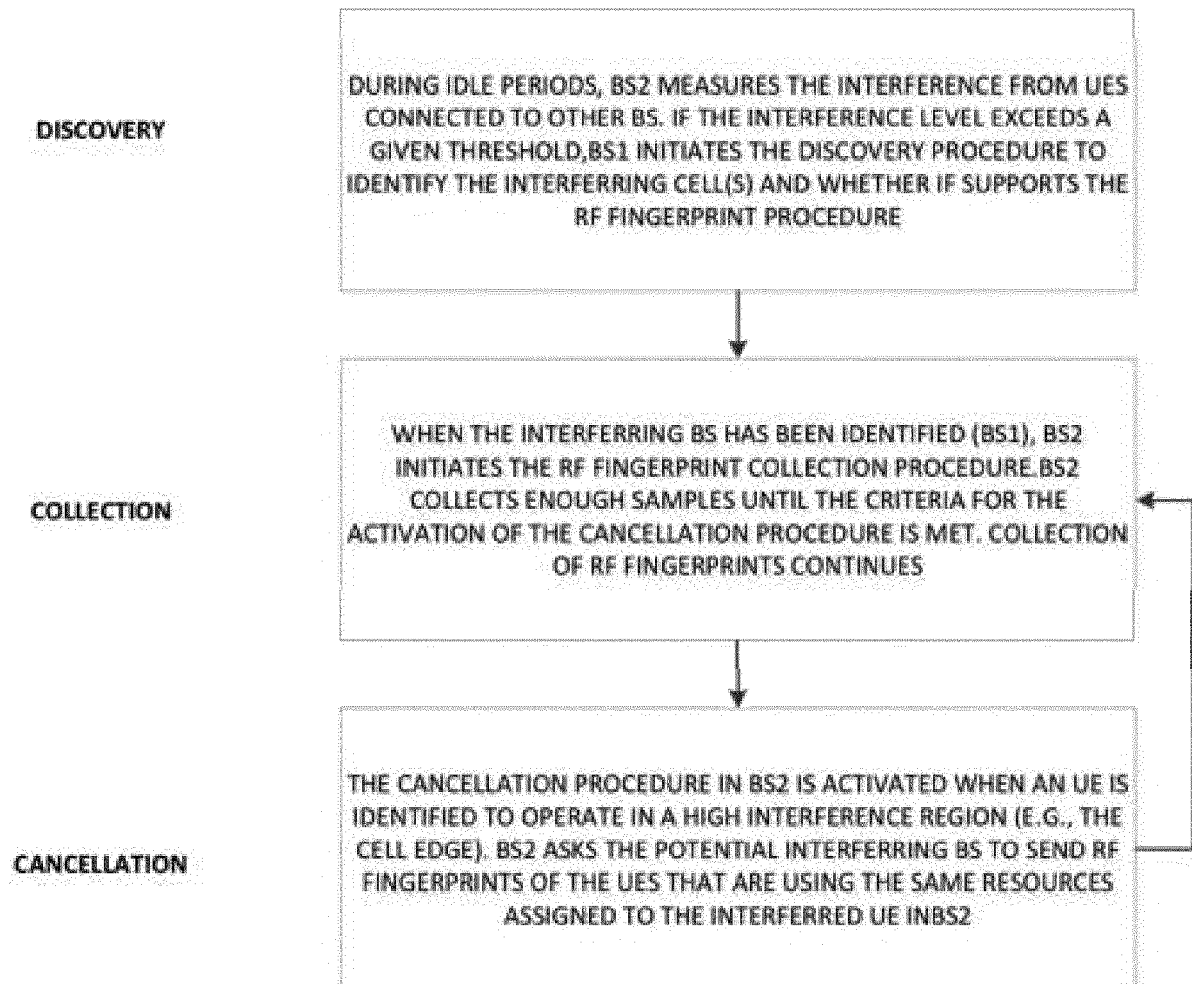 DISCOVERY
DURING IDLE PERIODS, BS2 MEASURES THE INTERFERENCE FROM UES
CONNECTED TO OTHER BS. IF THE INTERFERENCE LEVEL EXCEEDS A
GIVEN THRESHOLD,BS1 INITIATES THE DISCOVERY PROCEDURE TO
IDENTIFY THE INTERFERRING CELL(S) AND WHETHER IF SUPPORTS THE
RF FINGERPRINT PROCEDURE
COLLECTION
WHEN THE INTERFERRING BS HAS BEEN IDENTIFIED (BS1), BS2
INITIATES THE RF FINGERPRINT COLLECTION PROCEDURE.BS2
COLLECTS ENOUGH SAMPLES UNTIL THE CRITERIA FOR THE
ACTIVATION OF THE CANCELLATION PROCEDURE IS MET. COLLECTION
OF RF FINGERPRINTS CONTINUES
CANCELLATION
THE CANCELLATION PROCEDURE IN BS2 IS ACTIVATED WHEN AN UE IS
IDENTIFIED TO OPERATE IN A HIGH INTERFERENCE REGION (E.G., THE
CELL EDGE). BS2 ASKS THE POTENTIAL INTERFERRING BS TO SEND RF
FINGERPRINTS OF THE UES THAT ARE USING THE SAME RESOURCES
ASSIGNED TO THE INTERFERRED UE INBS2